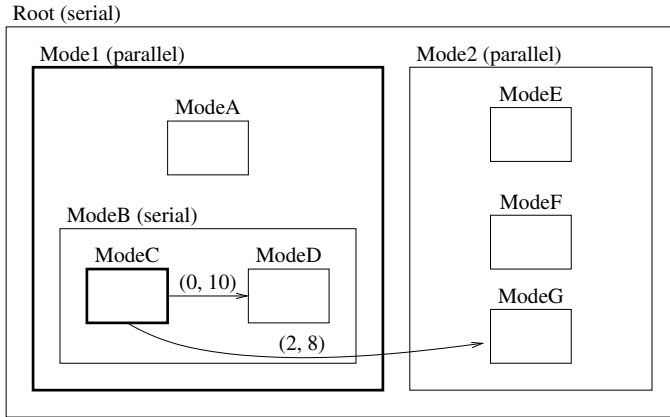 Root (serial)
Mode1 (parallel)
Mode2 (parallel)
ModeA
ModeE
ModeB (serial)
ModeF
ModeC
ModeD
(0, 10)
ModeG
(2, 8)